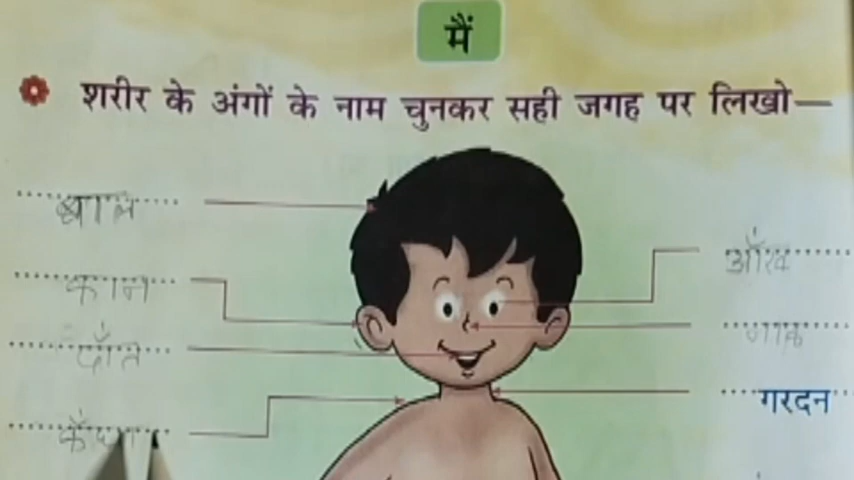 मैं
शरीर के अंगों के नाम चुनकर सही जगह पर लिखो—
बाल
कान
दाँत
आँख
नाक
गरदन